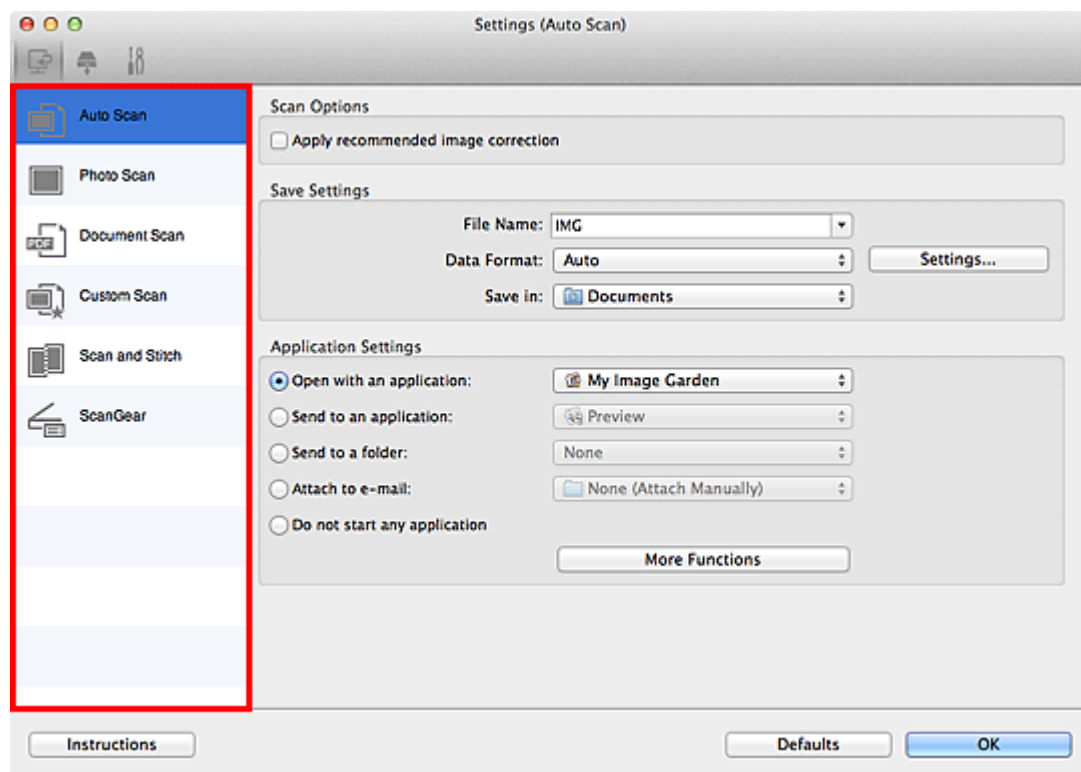 Settings (Auto Scan)
Auto Scan
Photo Scan
PDF
Document Scan
Custom Scan
Scan and Stitch
ScanGear
Scan Options
Apply recommended image correction
Save Settings
File Name: IMG
Data Format: Auto Settings...
Save in: Documents
Application Settings
Open with an application: My Image Garden
Send to an application: Preview
Send to a folder: None
Attach to e-mail: None (Attach Manually)
Do not start any application
More Functions
Instructions Defaults OK